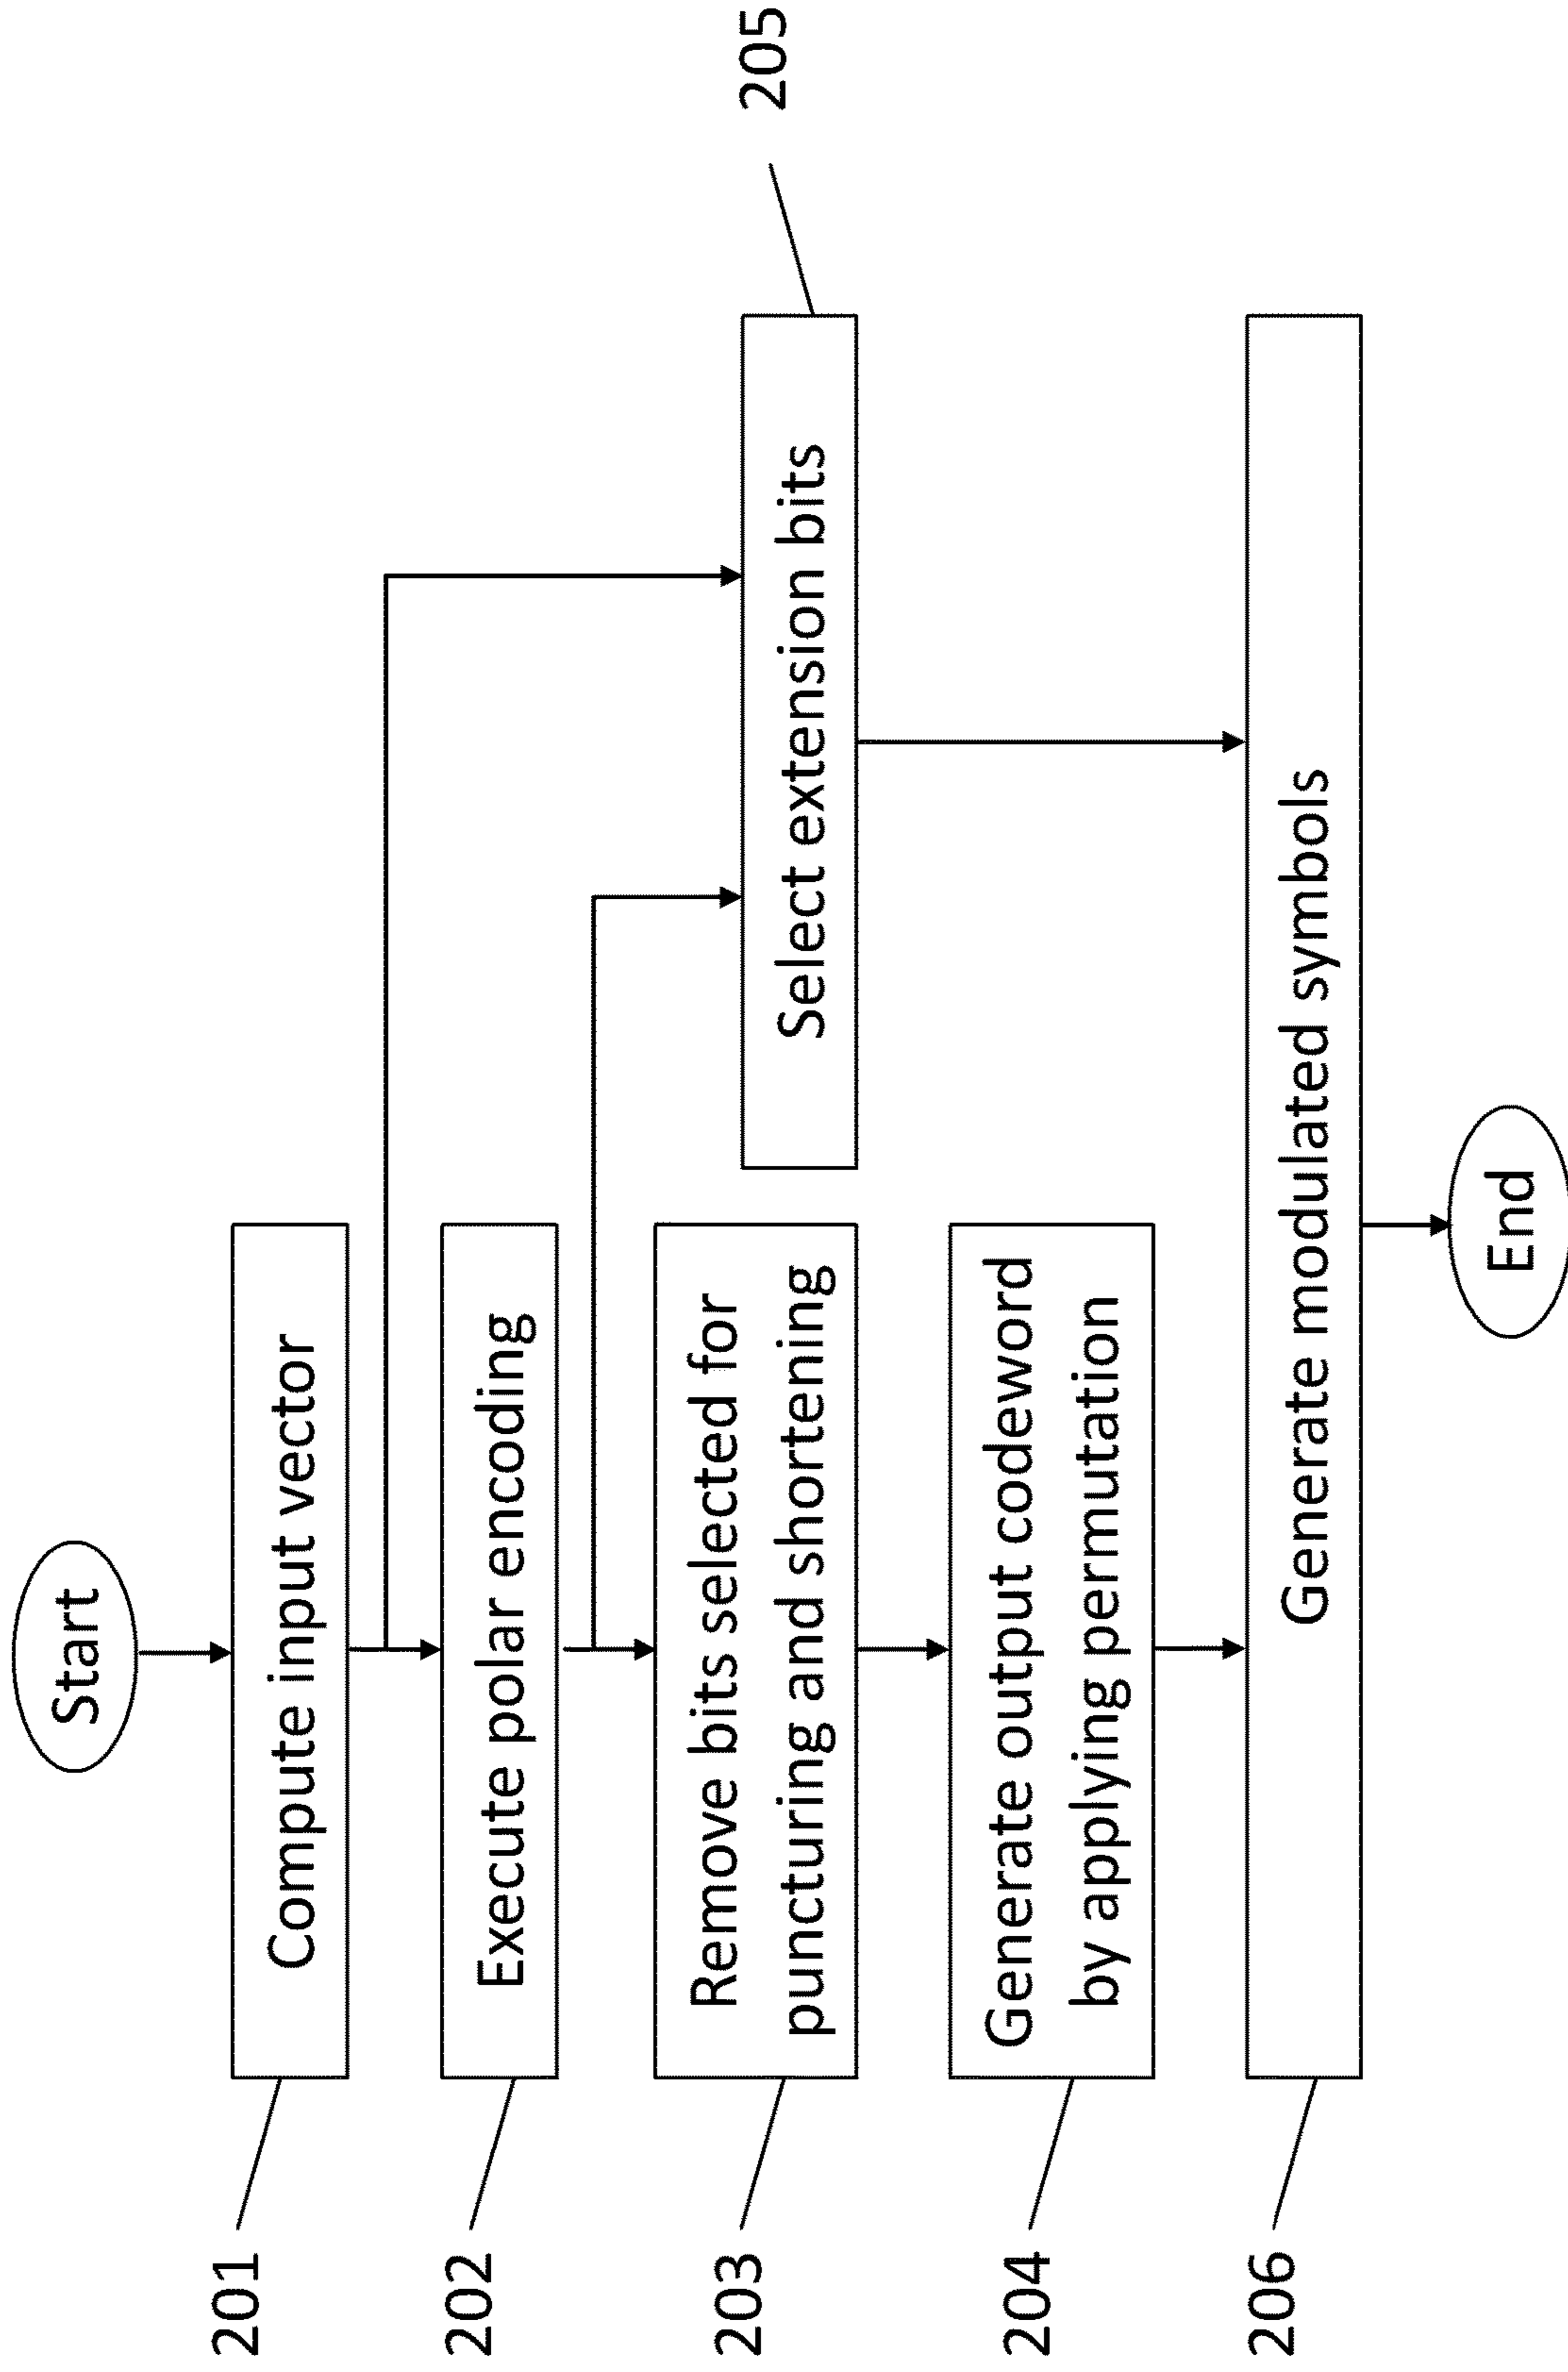 Start
201
Compute input vector
202
Execute polar encoding
203
Remove bits selected for
puncturing and shortening
205
Select extension bits
204
Generate output codeword
by applying permutation
206
Generate modulated symbols
End